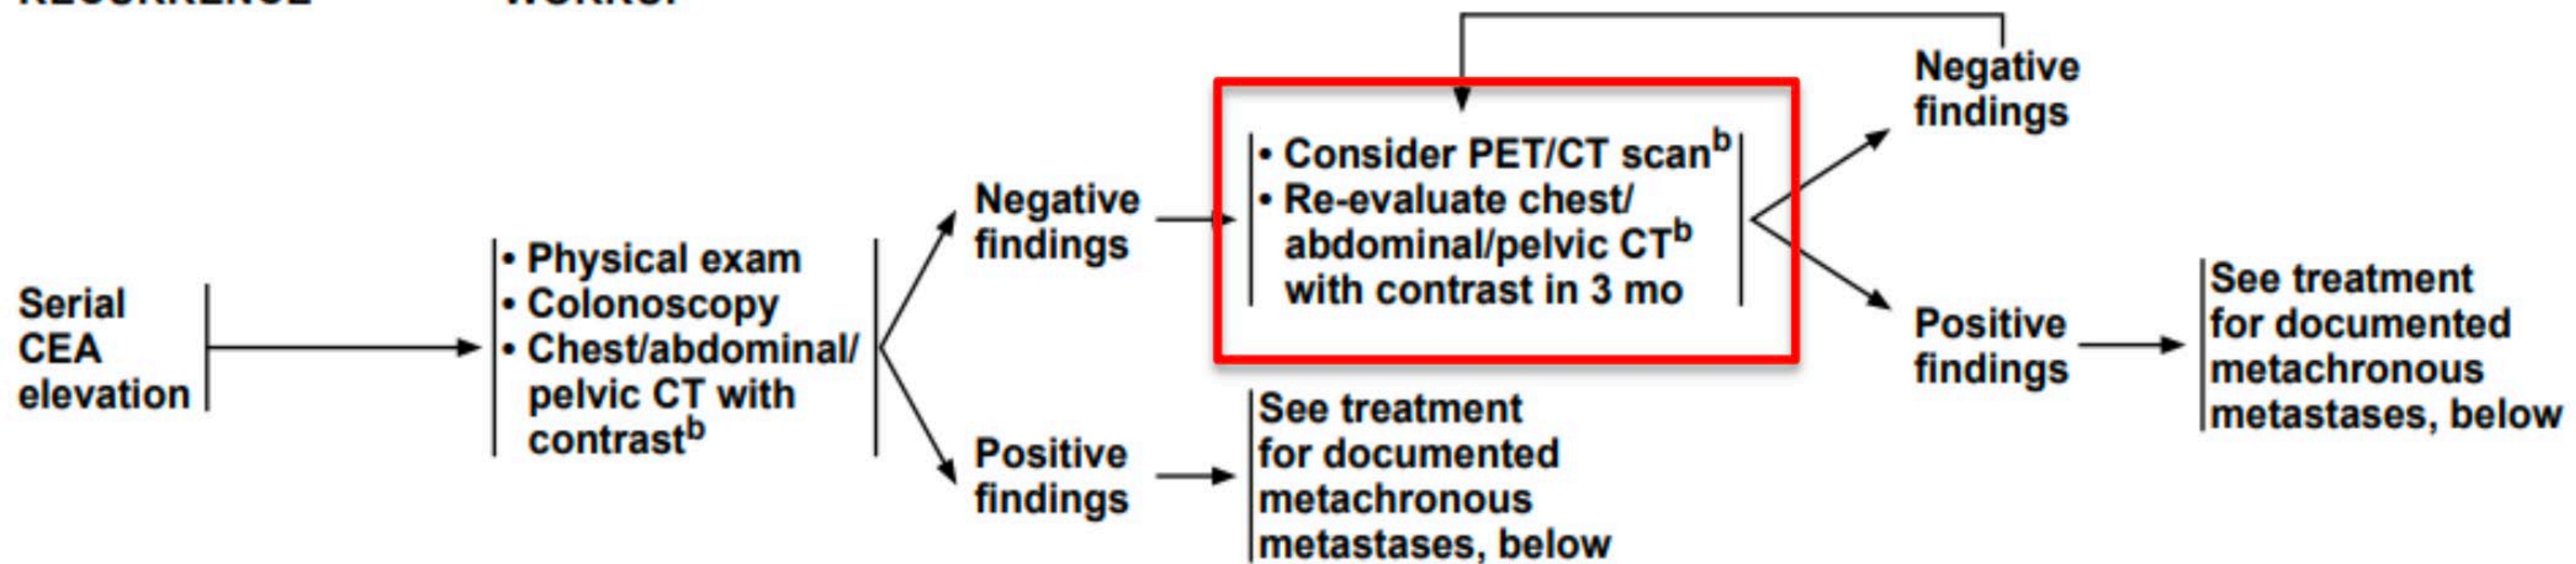 RECURRENCE
WORKUP
Serial
CEA
elevation
• Physical exam
• Colonoscopy
• Chest/abdominal/
pelvic CT with
contrastb
Negative
findings
Positive
findings
• Consider PET/CT scanb
• Re-evaluate chest/
abdominal/pelvic CTb
with contrast in 3 mo
See treatment
for documented
metachronous
metastases, below
Negative
findings
Positive
findings
See treatment
for documented
metachronous
metastases, below